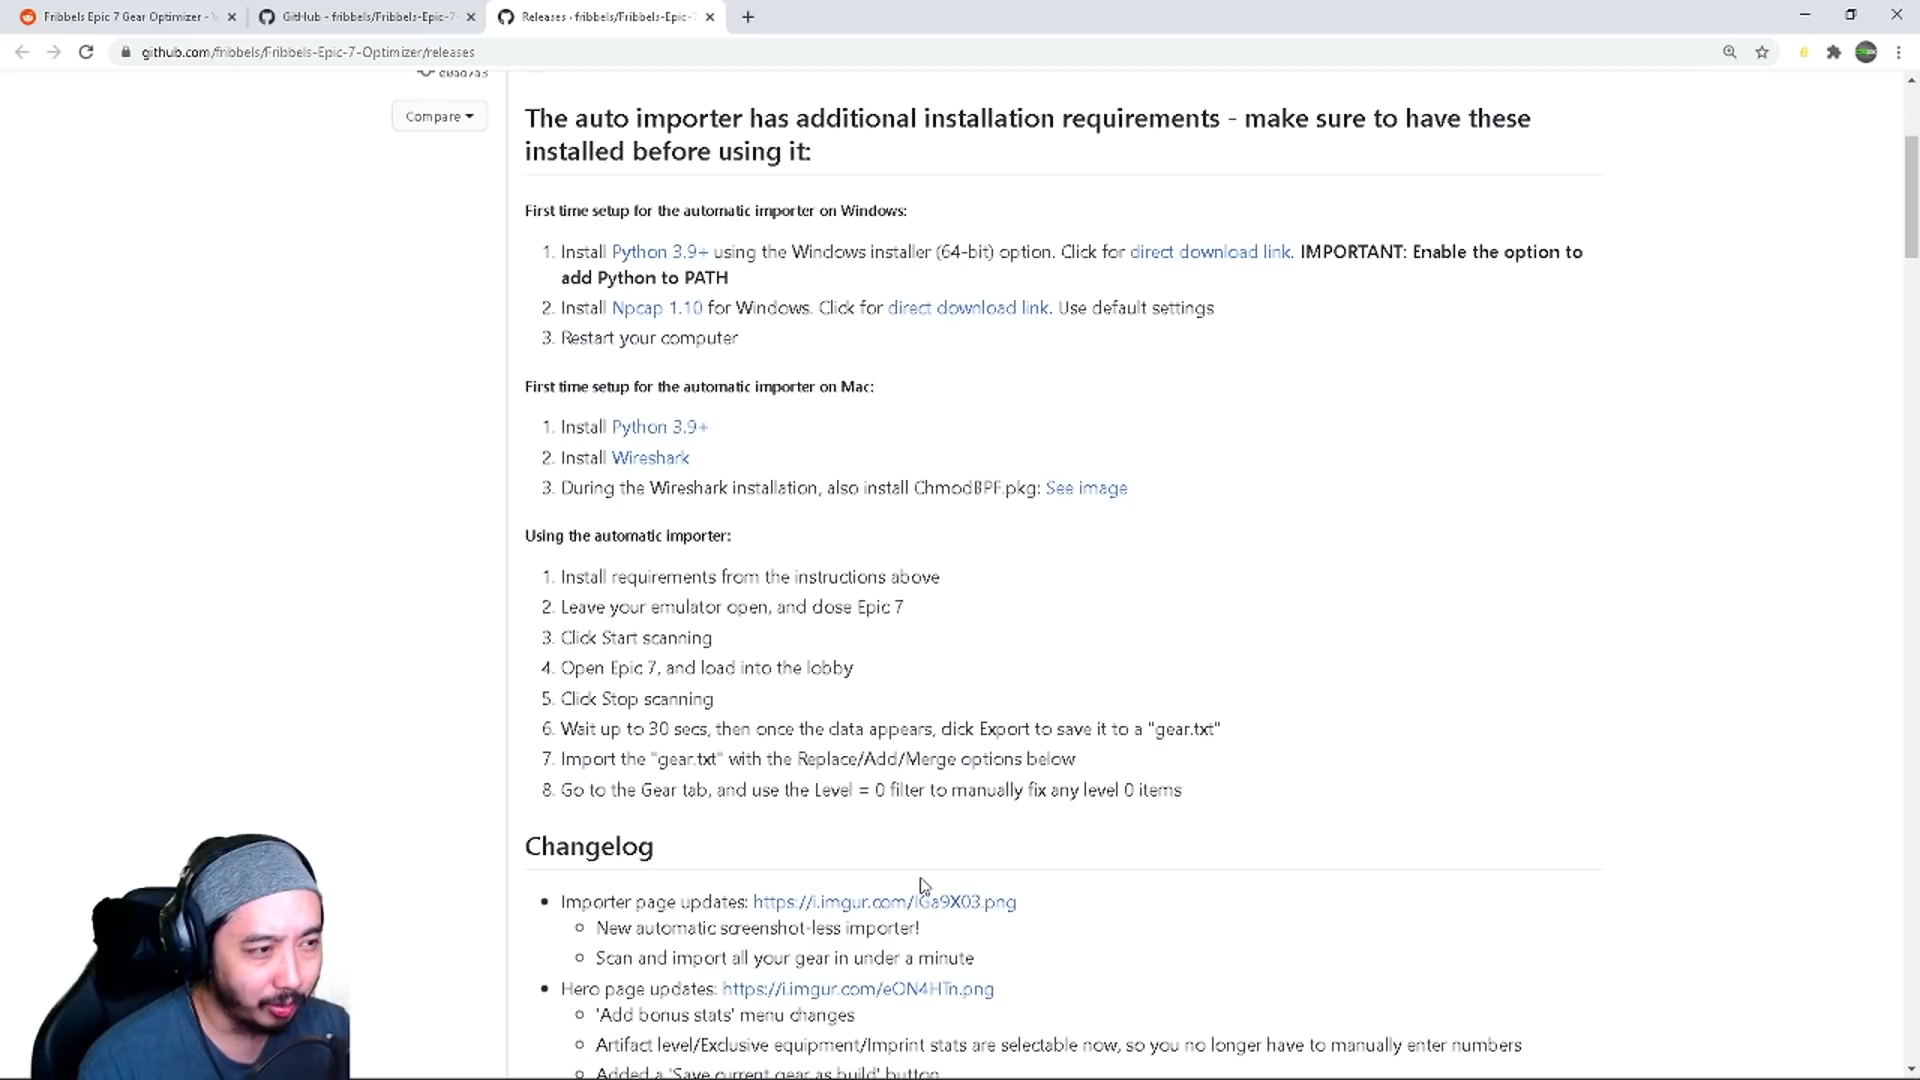 Fribbels Epic 7 Gear Optimizer -
GitHub - fribbels/Fribbels-Epic-7-
Releases · fribbels/Fribbels-Epic-7
github.com/fribbels/Fribbels-Epic-7-Optimizer/releases
Compare
The auto importer has additional installation requirements - make sure to have these
installed before using it:
First time setup for the automatic importer on Windows:
1. Install Python 3.9+ using the Windows installer (64-bit) option. Click for direct download link. IMPORTANT: Enable the option to
add Python to PATH
2. Install Npcap 1.10 for Windows. Click for direct download link. Use default settings
3. Restart your computer
First time setup for the automatic importer on Mac:
1. Install Python 3.9+
2. Install Wireshark
3. During the Wireshark installation, also install ChmodBPF.pkg: See image
Using the automatic importer:
1. Install requirements from the instructions above
2. Leave your emulator open, and close Epic 7
3. Click Start scanning
4. Open Epic 7, and load into the lobby
5. Click Stop scanning
6. Wait up to 30 secs, then once the data appears, click Export to save it to a "gear.txt"
7. Import the "gear.txt" with the Replace/Add/Merge options below
8. Go to the Gear tab, and use the Level = 0 filter to manually fix any level 0 items
Changelog
Importer page updates:
New automatic screenshot-less importer!
Scan and import all your gear in under a minute
Hero page updates: https://i.imgur.com/eON4HTn.png
'Add bonus stats' menu changes
Artifact level/Exclusive equipment/Imprint stats are selectable now, so you no longer have to manually enter numbers
Added a 'Save current gear as build' button